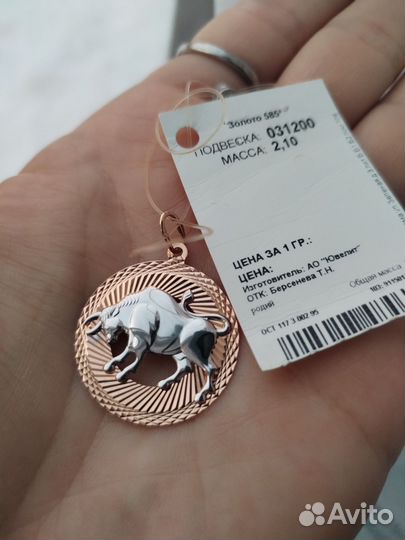 "Золото 585"
ПОДВЕСКА: 031200
МАССА: 2,10
ЦЕНА ЗА 1 ГР.:
ЦЕНА:
Изготовитель: АО "Ювелит"
ОТК: Берсенева Т.Н.
родий
Общая масса
ОСТ 117 3 002 95
Avito